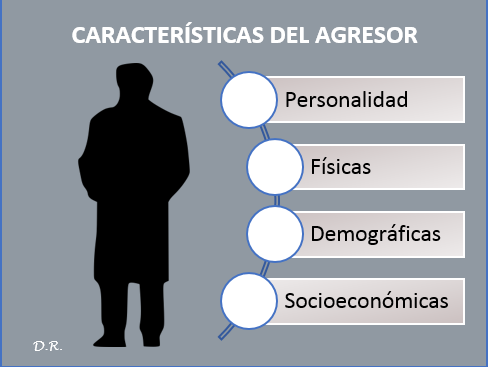 CARACTERÍSTICAS DEL AGRESOR
Personalidad
Físicas
Demográficas
Socioeconómicas
D.R.